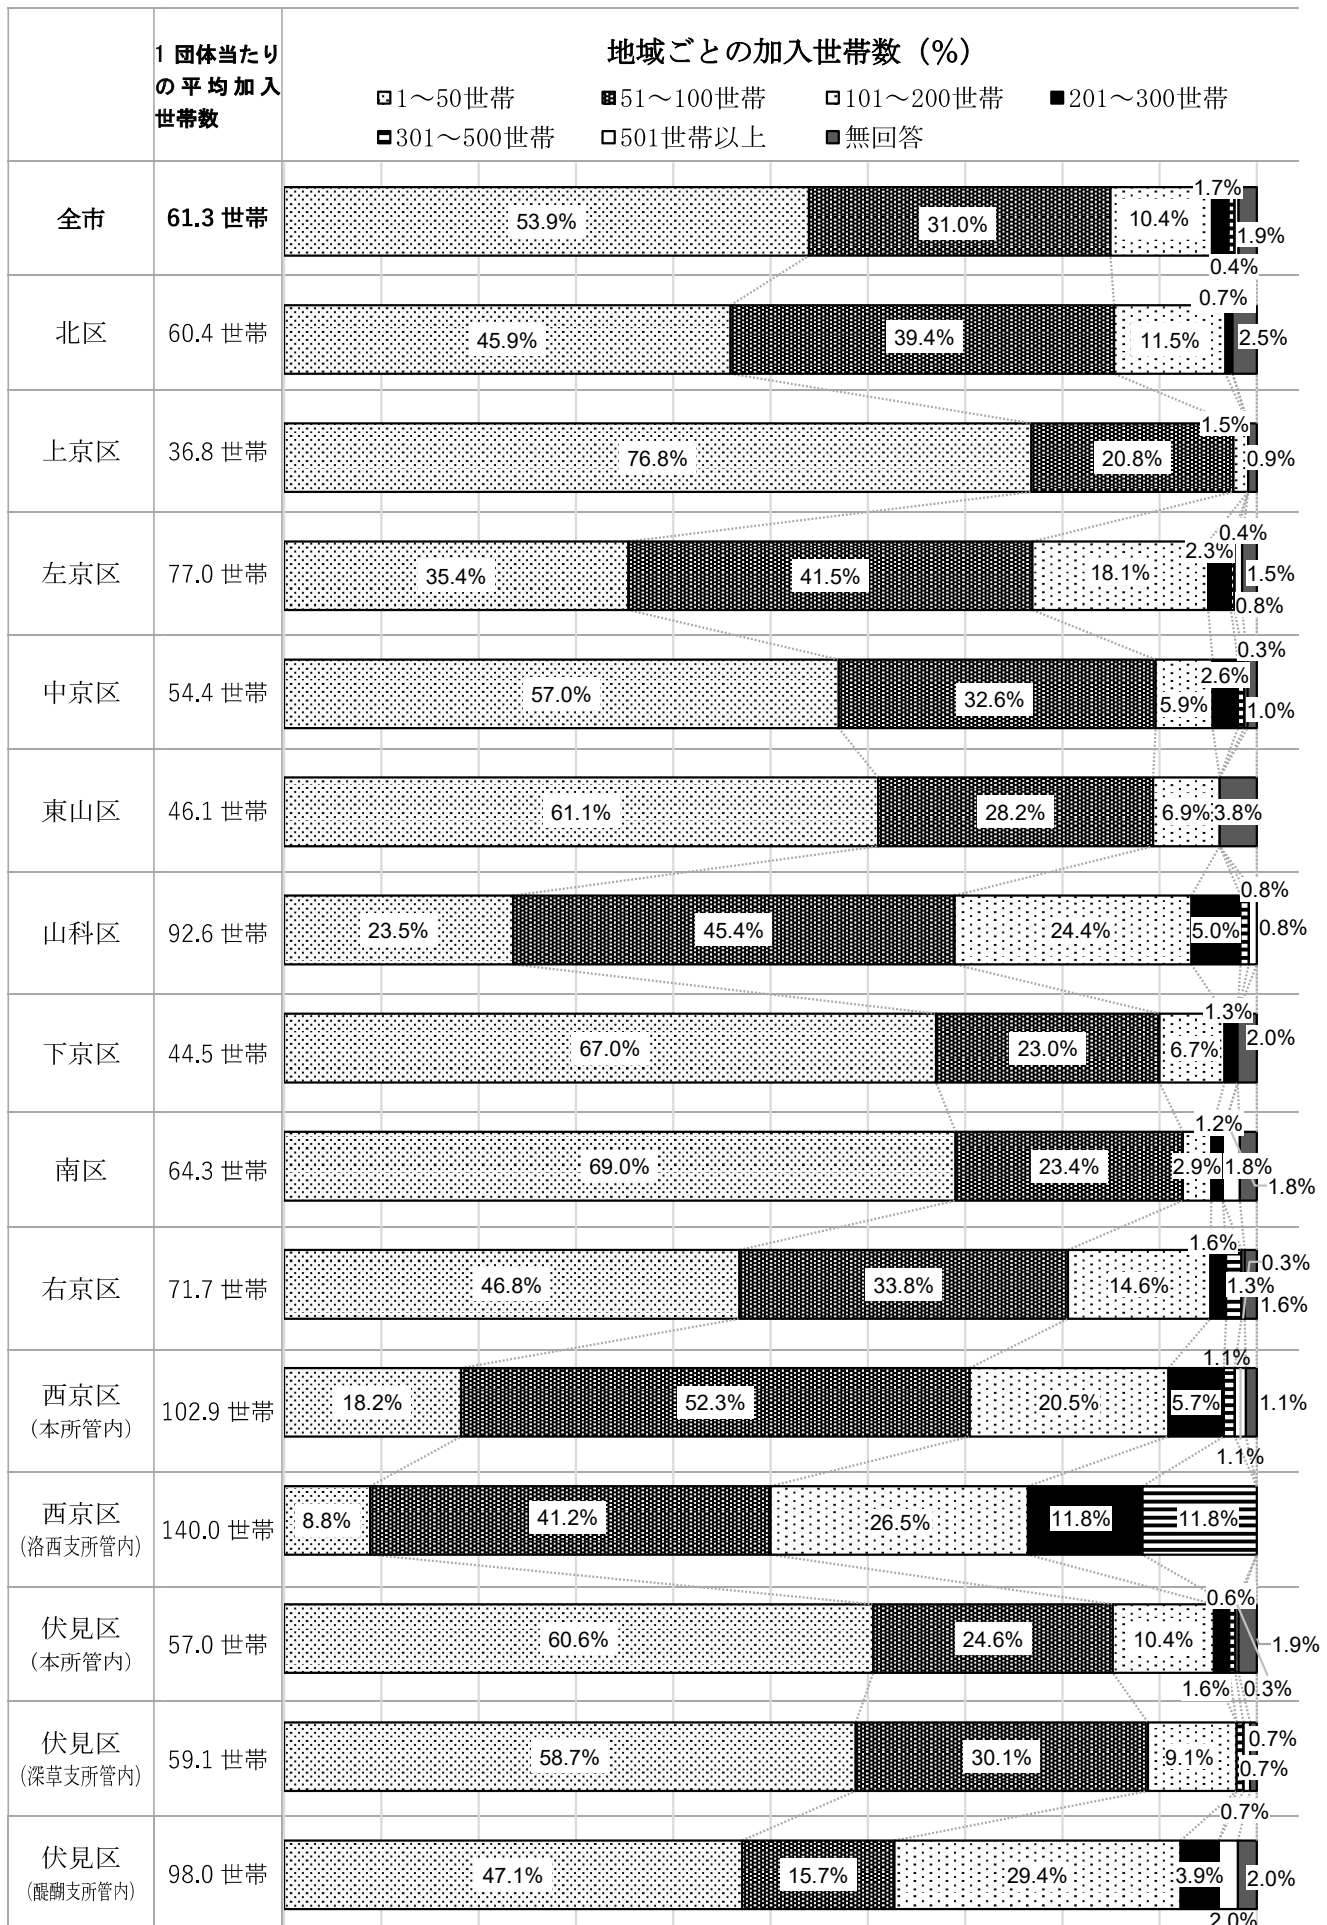 1 団体当たり
の平均加入
世帯数
地域ごとの加入世帯数（%）
1～50世帯 51～100世帯 101～200世帯 201～300世帯
301～500世帯 501世帯以上 無回答
全市 61.3 世帯 53.9% 31.0% 10.4% 1.7% 0.4% 1.9%
北区 60.4 世帯 45.9% 39.4% 11.5% 0.7% 2.5%
上京区 36.8 世帯 76.8% 20.8% 1.5% 0.9%
左京区 77.0 世帯 35.4% 41.5% 18.1% 2.3% 0.4% 0.8% 1.5%
中京区 54.4 世帯 57.0% 32.6% 5.9% 2.6% 0.3% 1.0%
東山区 46.1 世帯 61.1% 28.2% 6.9% 3.8%
山科区 92.6 世帯 23.5% 45.4% 24.4% 5.0% 0.8% 0.8%
下京区 44.5 世帯 67.0% 23.0% 6.7% 1.3% 2.0%
南区 64.3 世帯 69.0% 23.4% 2.9% 1.2% 1.8% 1.8%
右京区 71.7 世帯 46.8% 33.8% 14.6% 1.6% 1.3% 0.3% 1.6%
西京区
(本所管内)
102.9 世帯 18.2% 52.3% 20.5% 5.7% 1.1% 1.1% 1.1%
西京区
(洛西支所管内)
140.0 世帯 8.8% 41.2% 26.5% 11.8% 11.8%
伏見区
(本所管内)
57.0 世帯 60.6% 24.6% 10.4% 1.6% 0.6% 0.3% 1.9%
伏見区
(深草支所管内)
59.1 世帯 58.7% 30.1% 9.1% 0.7% 0.7% 0.7%
伏見区
(醍醐支所管内)
98.0 世帯 47.1% 15.7% 29.4% 3.9% 2.0% 2.0%